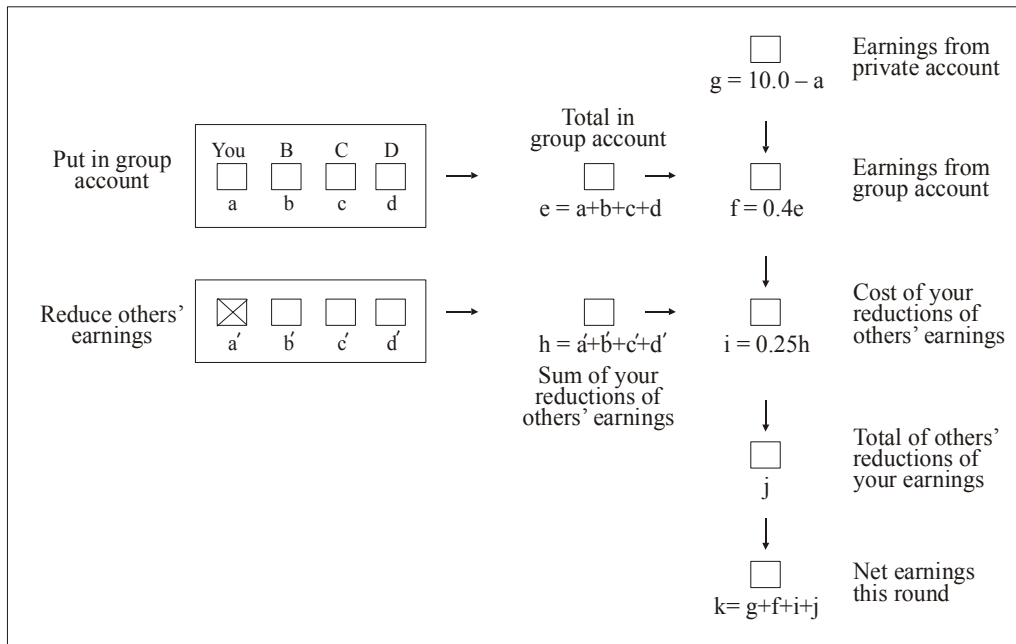 Earnings from
private account
g = 10.0 – a
Put in group
account
You B C D
a b c d
Total in
group account
e = a+b+c+d
f = 0.4e
Earnings from
group account
Reduce others’
earnings
a′ b′ c′ d′
h = a′+b′+c′+d′
Sum of your
reductions of
others’ earnings
i = 0.25h
Cost of your
reductions of
others’ earnings
j
Total of others’
reductions of
your earnings
k= g+f+i+j
Net earnings
this round